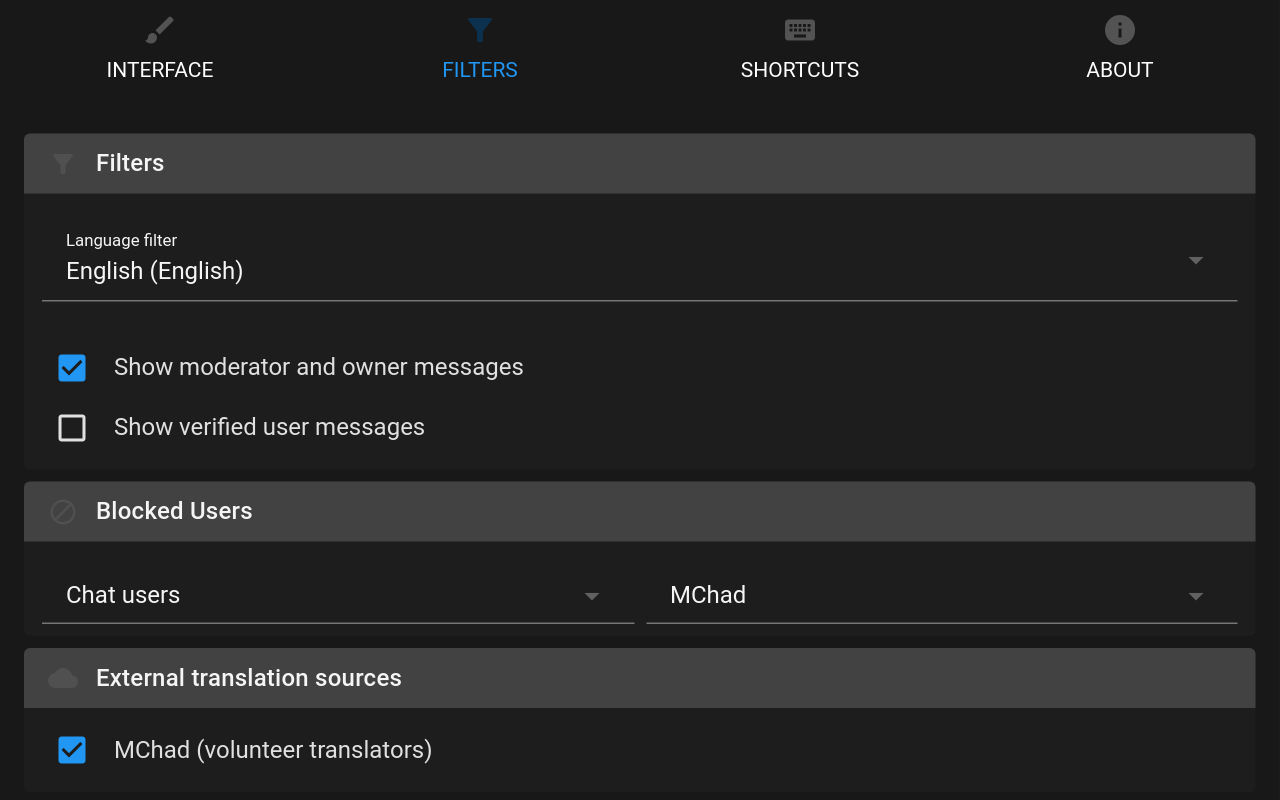 INTERFACE FILTERS SHORTCUTS ABOUT
Filters
Language filter
English (English)
Show moderator and owner messages
Show verified user messages
Blocked Users
Chat users MChad
External translation sources
MChad (volunteer translators)